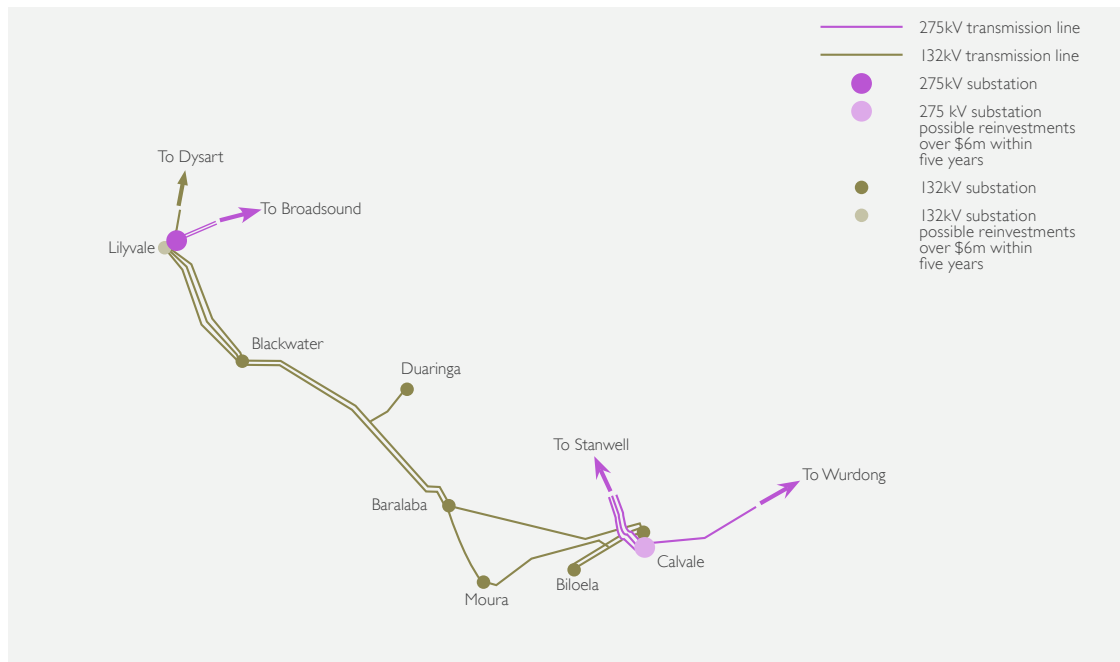 275kV transmission line
132kV transmission line
275kV substation
275 kV substation
possible reinvestments
over $6m within
five years
132kV substation
132kV substation
possible reinvestments
over $6m within
five years
To Dysart
To Broadsound
Lilyvale
Blackwater
Duaringa
To Stanwell
To Wurdong
Baralaba
Calvale
Biloela
Moura